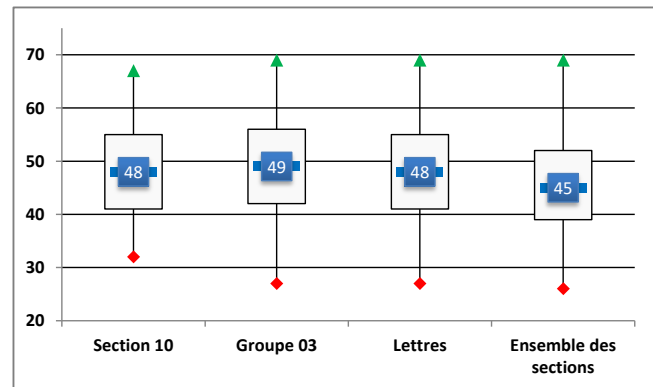 70
60
50
40
30
20
48
49
48
45
Section 10
Groupe 03
Lettres
Ensemble des
sections